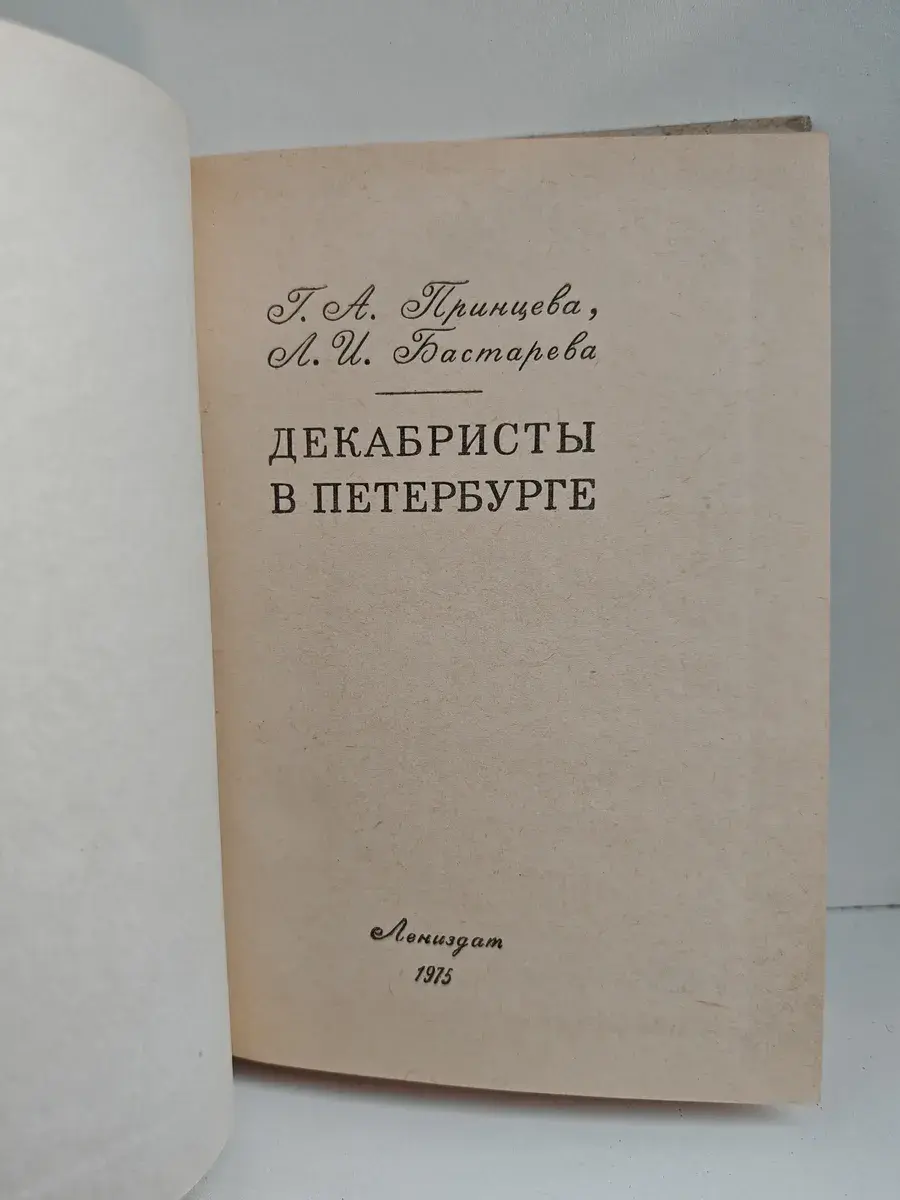 Г. А. Принцева,
Л. И. Бастарева
ДЕКАБРИСТЫ
В ПЕТЕРБУРГЕ
Лениздат
1975